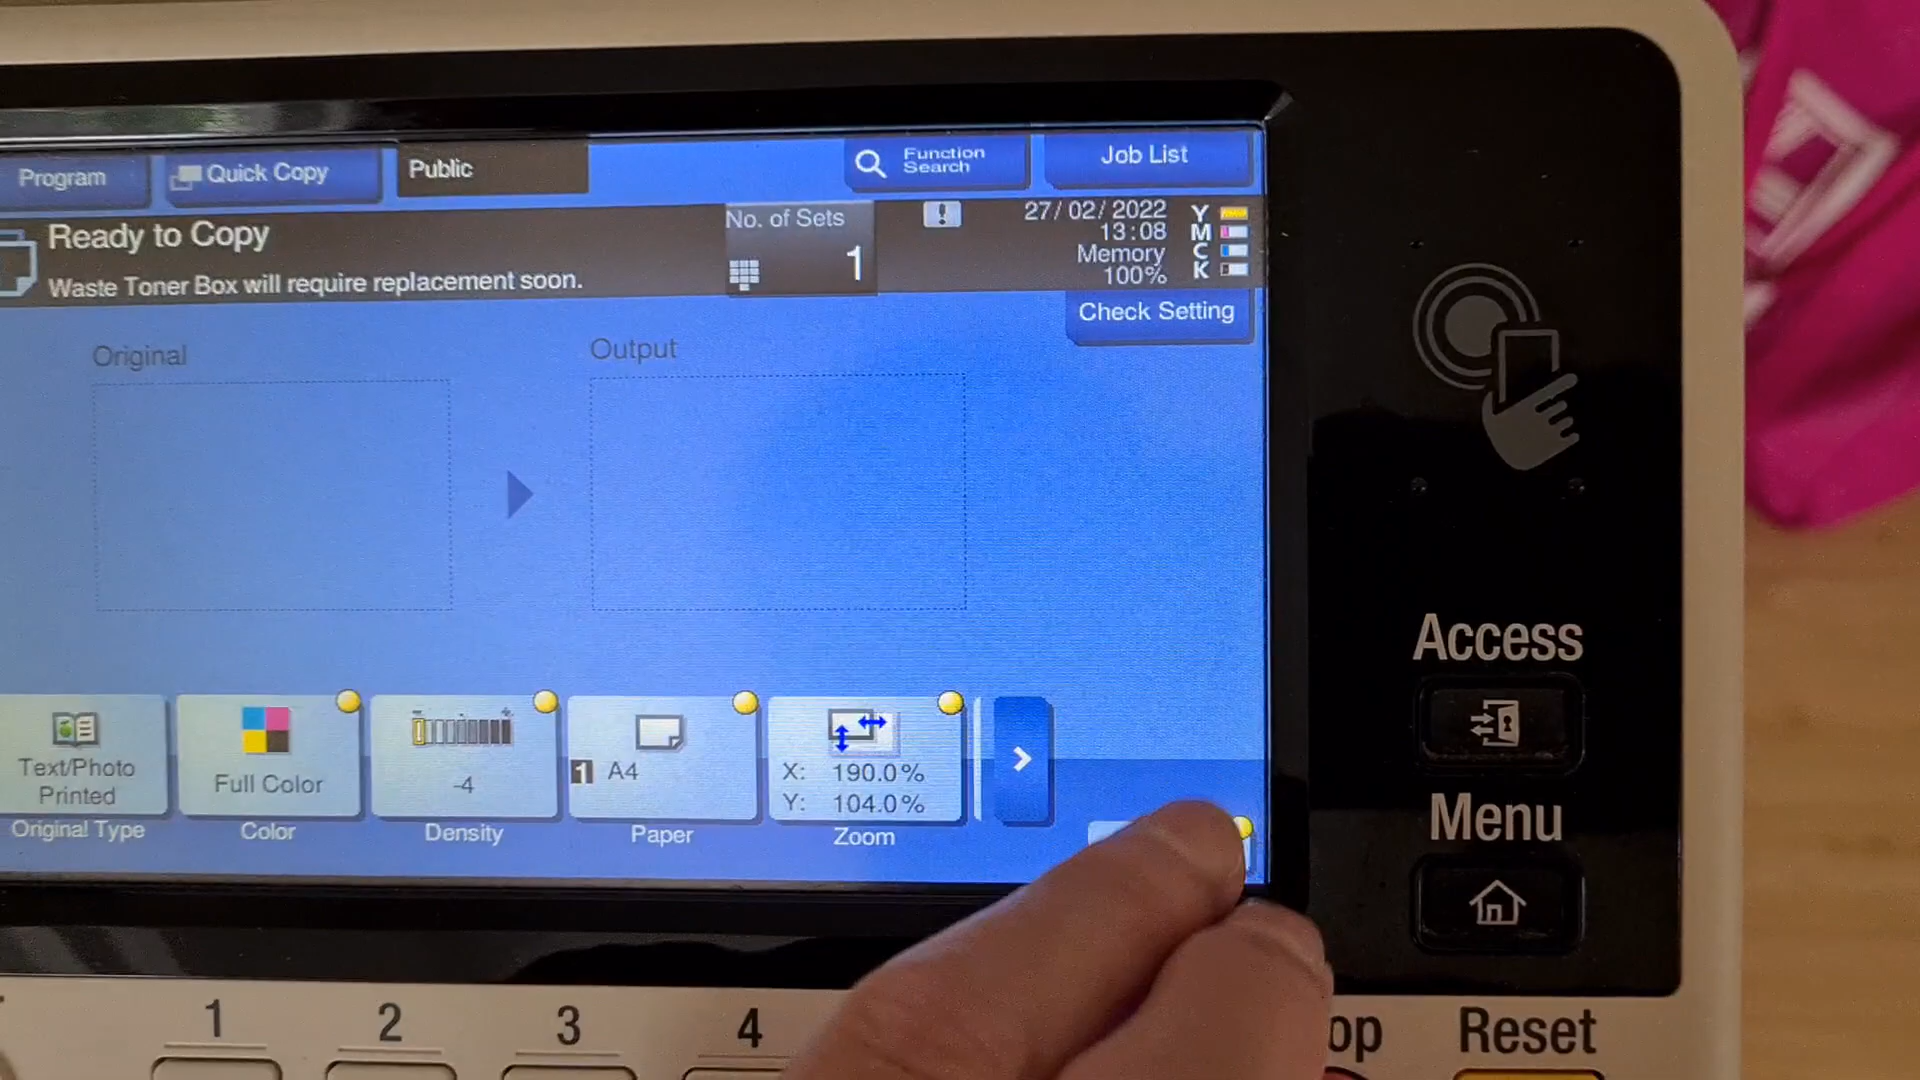 Program
Quick Copy
Public
Function
Search
Job List
Ready to Copy
Waste Toner Box will require replacement soon.
No. of Sets
1
!
27/02/2022
13:08
Memory
100%
Y
M
C
K
Check Setting
Original
Output
Text/Photo
Printed
Original Type
Full Color
Color
-4
Density
1 A4
Paper
X: 190.0%
Y: 104.0%
Zoom
Access
Menu
1
2
3
4
op
Reset